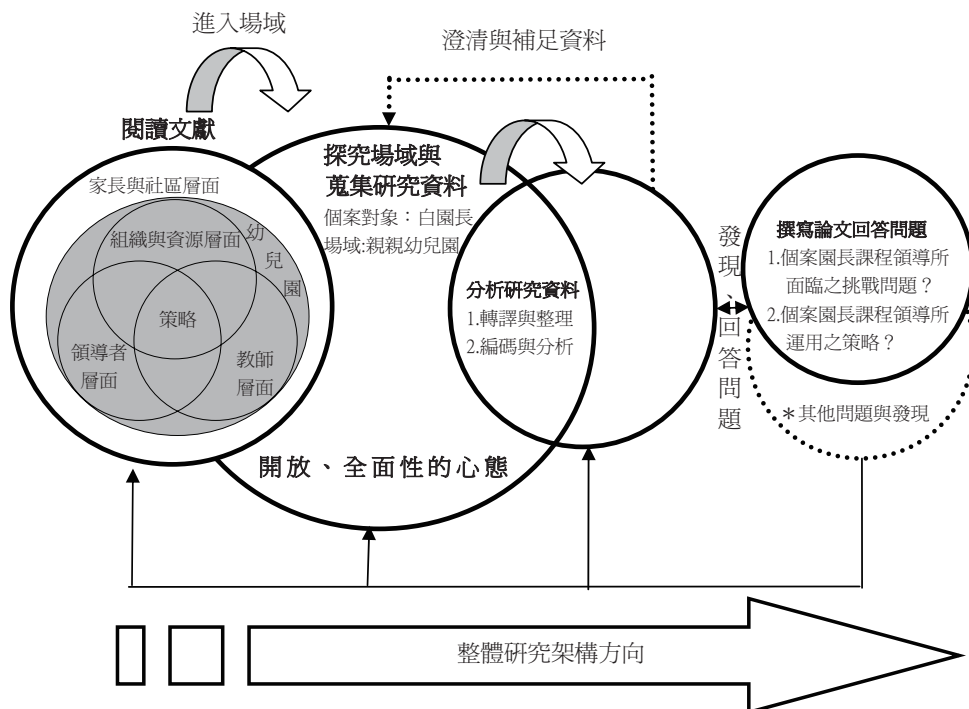 進入場域
澄清與補足資料
閱讀文獻
家長與社區層面
組織與資源層面
幼兒園
策略
領導者
層面
教師
層面
探究場域與
蒐集研究資料
個案對象：白園長
場域:親親幼兒園
分析研究資料
1.轉譯與整理
2.編碼與分析
開放、全面性的心態
發現、回答問題
撰寫論文回答問題
1.個案園長課程領導所
面臨之挑戰問題？
2.個案園長課程領導所
運用之策略？
＊其他問題與發現
整體研究架構方向